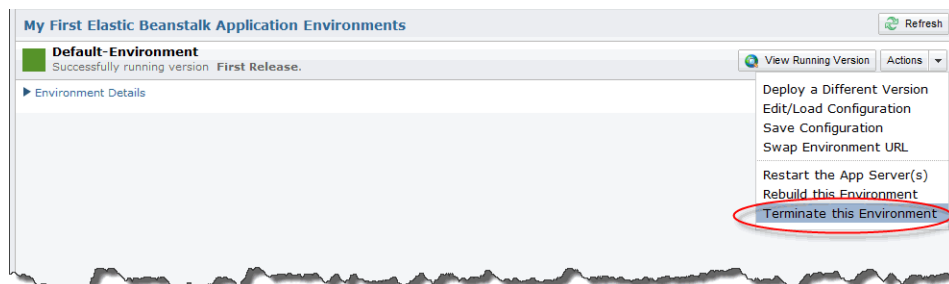 My First Elastic Beanstalk Application Environments
Refresh
Default-Environment
Successfully running version First Release.
View Running Version
Actions
Environment Details
Deploy a Different Version
Edit/Load Configuration
Save Configuration
Swap Environment URL
Restart the App Server(s)
Rebuild this Environment
Terminate this Environment